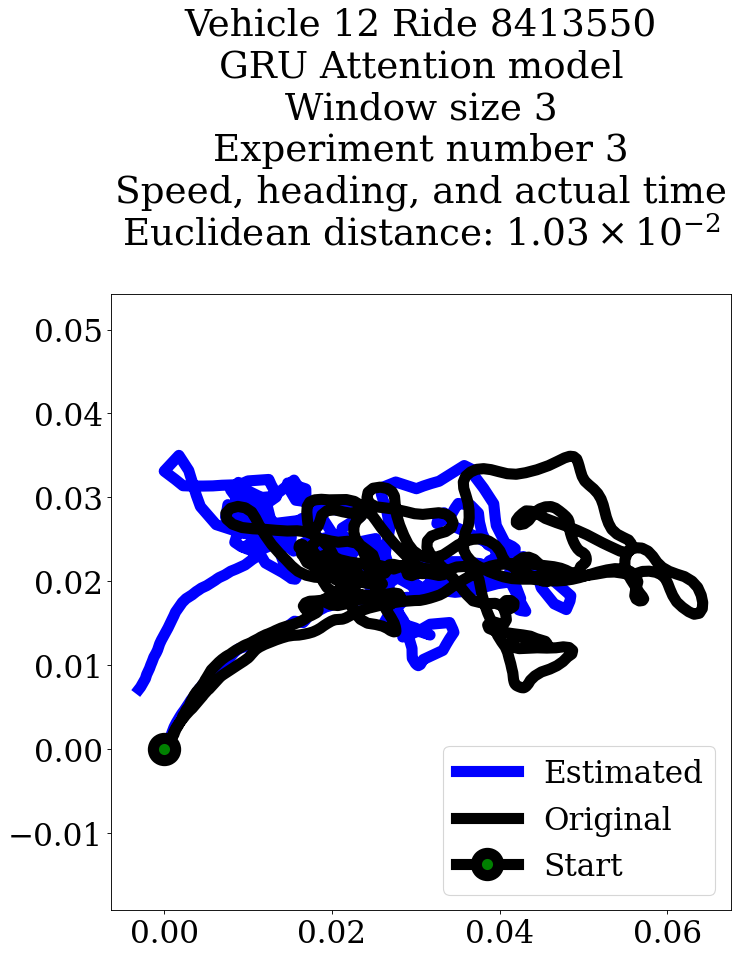 Vehicle 12 Ride 8413550
GRU Attention model
Window size 3
Experiment number 3
Speed, heading, and actual time
Euclidean distance: 1.03 × 10⁻²
0.05
0.04
0.03
0.02
0.01
0.00
−0.01
Estimated
Original
Start
0.00 0.02 0.04 0.06